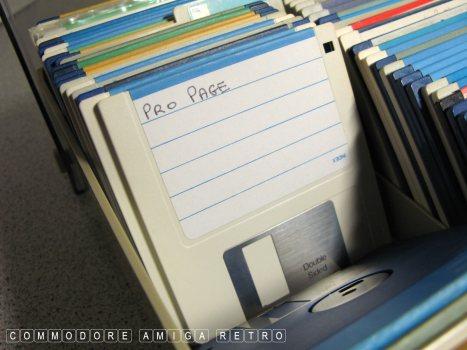 PRO PAGE
Double
Sided
COMMODORE AMIGA RETRO